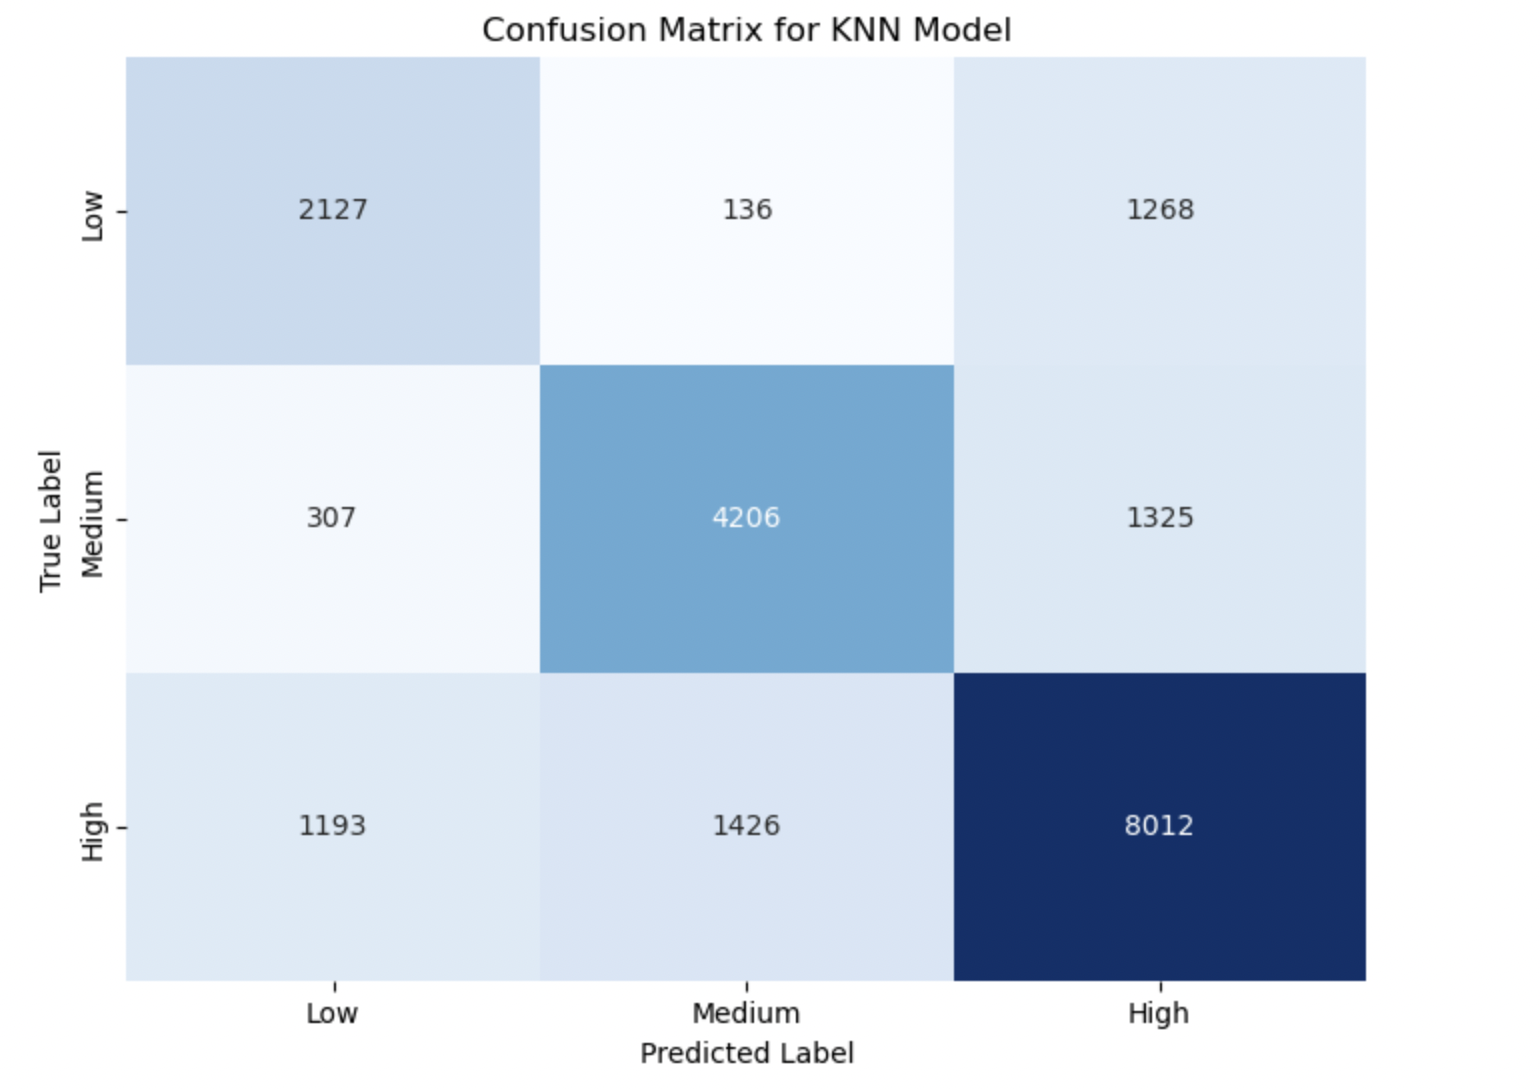 Confusion Matrix for KNN Model
True Label
Low
2127 136 1268
Medium
307 4206 1325
High
1193 1426 8012
Low Medium High
Predicted Label